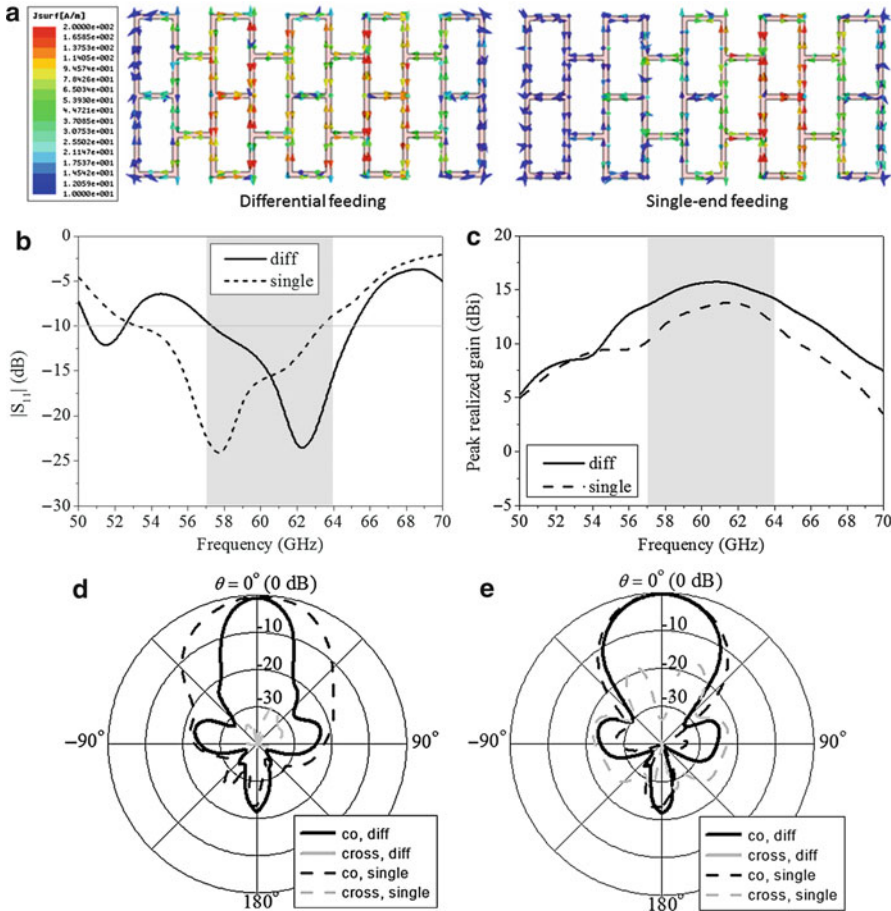 a
Jsurf[A/m]
2.0000e+002
1.6585e+002
1.3753e+002
1.1405e+002
9.4574e+001
7.8426e+001
6.5034e+001
5.3930e+001
4.4721e+001
3.7085e+001
3.0753e+001
2.5502e+001
2.1147e+001
1.7537e+001
1.4542e+001
1.2059e+001
1.0000e+001
Differential feeding
Single-end feeding
b
0
−5
−10
−15
−20
−25
−30
|S₁₁| (dB)
diff
single
50 52 54 56 58 60 62 64 66 68 70
Frequency (GHz)
c
20
15
10
5
0
−5
Peak realized gain (dBi)
diff
single
50 52 54 56 58 60 62 64 66 68 70
Frequency (GHz)
d
θ = 0° (0 dB)
-10
-20
-30
−90°
90°
180°
co, diff
cross, diff
co, single
cross, single
e
θ = 0° (0 dB)
-10
-20
-30
−90°
90°
180°
co, diff
cross, diff
co, single
cross, single